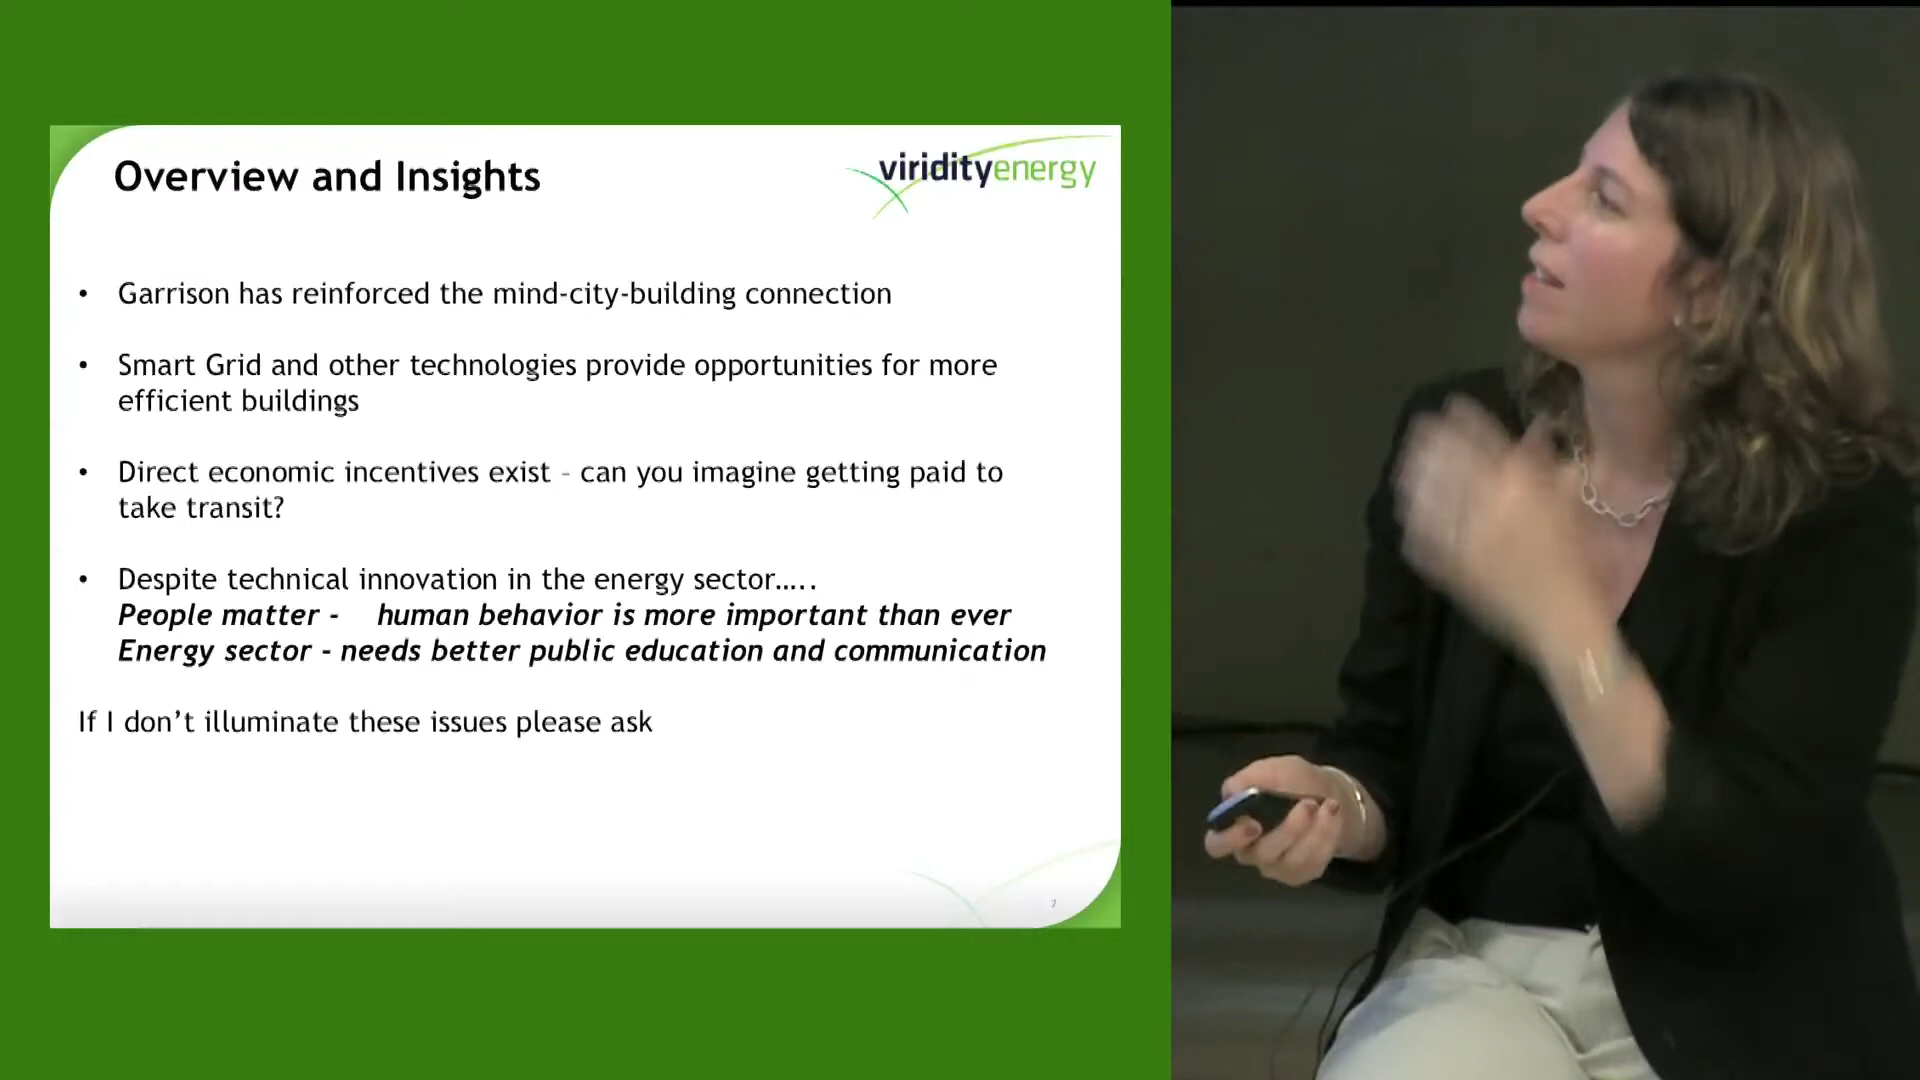 Overview and Insights
viridityenergy
• Garrison has reinforced the mind-city-building connection
• Smart Grid and other technologies provide opportunities for more
efficient buildings
• Direct economic incentives exist – can you imagine getting paid to
take transit?
• Despite technical innovation in the energy sector…..
People matter - human behavior is more important than ever
Energy sector - needs better public education and communication
If I don’t illuminate these issues please ask
7